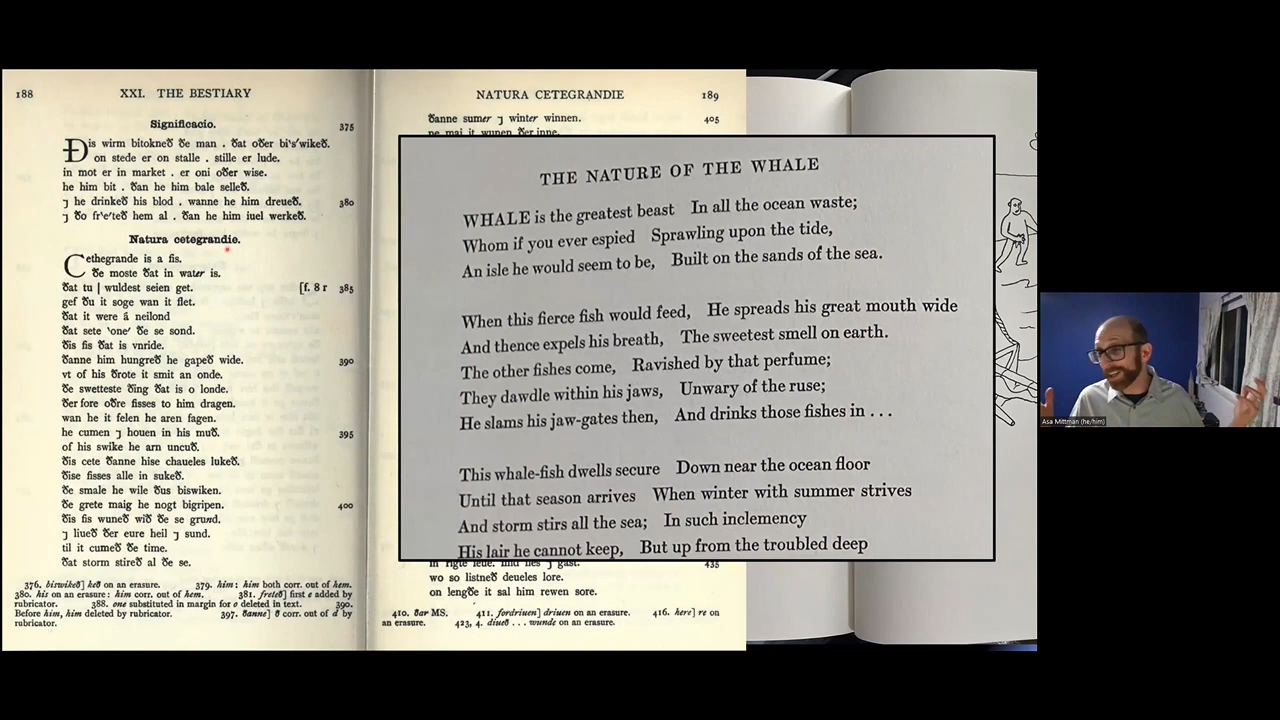 188 XXI. THE BESTIARY
Significacio. 375
Ðis wirm bitokneð ðe man . ðat oðer biˈsˈwikeð.
on stede er on stalle . stille er lude.
in mot er in market . er oni oðer wise.
he him bit . ðan he him bale selleð.
⁊ he drinkeð his blod . wanne he him dreueð. 380
⁊ ðo frˈeˈteð hem al . ðan he him iuel werkeð.
Natura cetegrandie.
Cethegrande is a fis.
ðe moste ðat in water is.
ðat tu | wuldest seien get. [f. 8 r 385
gef ðu it soge wan it flet.
ðat it were á neilond
ðat sete ˈoneˈ ðe se sond.
ðis fis ðat is vnride.
ðanne him hungreð he gapeð wide. 390
vt of his ðrote it smit an onde.
ðe swetteste ðing ðat is o londe.
ðer fore oðre fisses to him dragen.
wan he it felen he aren fagen.
he cumen ⁊ houen in his muð. 395
of his swike he arn uncuð.
ðis cete ðanne hise chaueles lukeð.
ðise fisses alle in sukeð.
ðe smale he wile ðus biswiken.
ðe grete maig he nogt bigripen. 400
ðis fis wuneð wið ðe se grund.
⁊ liueð ðer eure heil ⁊ sund.
til it cumeð ðe time.
ðat storm stireð al ðe se.
376. biswikeð] keð on an erasure. 379. him: him both corr. out of hem.
380. his on an erasure: him corr. out of hem. 381. freteð] first e added by
rubricator. 388. one substituted in margin for o deleted in text. 390.
Before him, him deleted by rubricator. 397. ðanne] ð corr. out of d by
rubricator.
NATURA CETEGRANDIE 189
ðanne sumer ⁊ winter winnen. 405
ne mai it wunen ðer inne.
THE NATURE OF THE WHALE
WHALE is the greatest beast In all the ocean waste;
Whom if you ever espied Sprawling upon the tide,
An isle he would seem to be, Built on the sands of the sea.
When this fierce fish would feed, He spreads his great mouth wide
And thence expels his breath, The sweetest smell on earth.
The other fishes come, Ravished by that perfume;
They dawdle within his jaws, Unwary of the ruse;
He slams his jaw-gates then, And drinks those fishes in . . .
This whale-fish dwells secure Down near the ocean floor
Until that season arrives When winter with summer strives
And storm stirs all the sea; In such inclemency
His lair he cannot keep, But up from the troubled deep
in rigte leue. and 435
wo so listneð deueles lore.
on lengðe it sal him rewen sore.
410. ðar MS. 411. fordriuen] driuen on an erasure. 416. here] re on
an erasure. 423, 4. diueð . . . wunde on an erasure.
Asa Mittman (he/him)